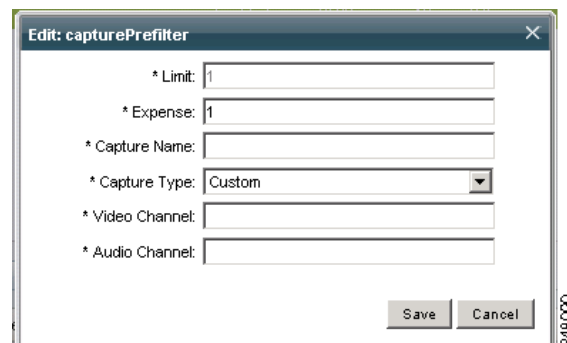 Edit: capturePrefilter
* Limit: 1
* Expense: 1
* Capture Name:
* Capture Type: Custom
* Video Channel:
* Audio Channel:
Save Cancel